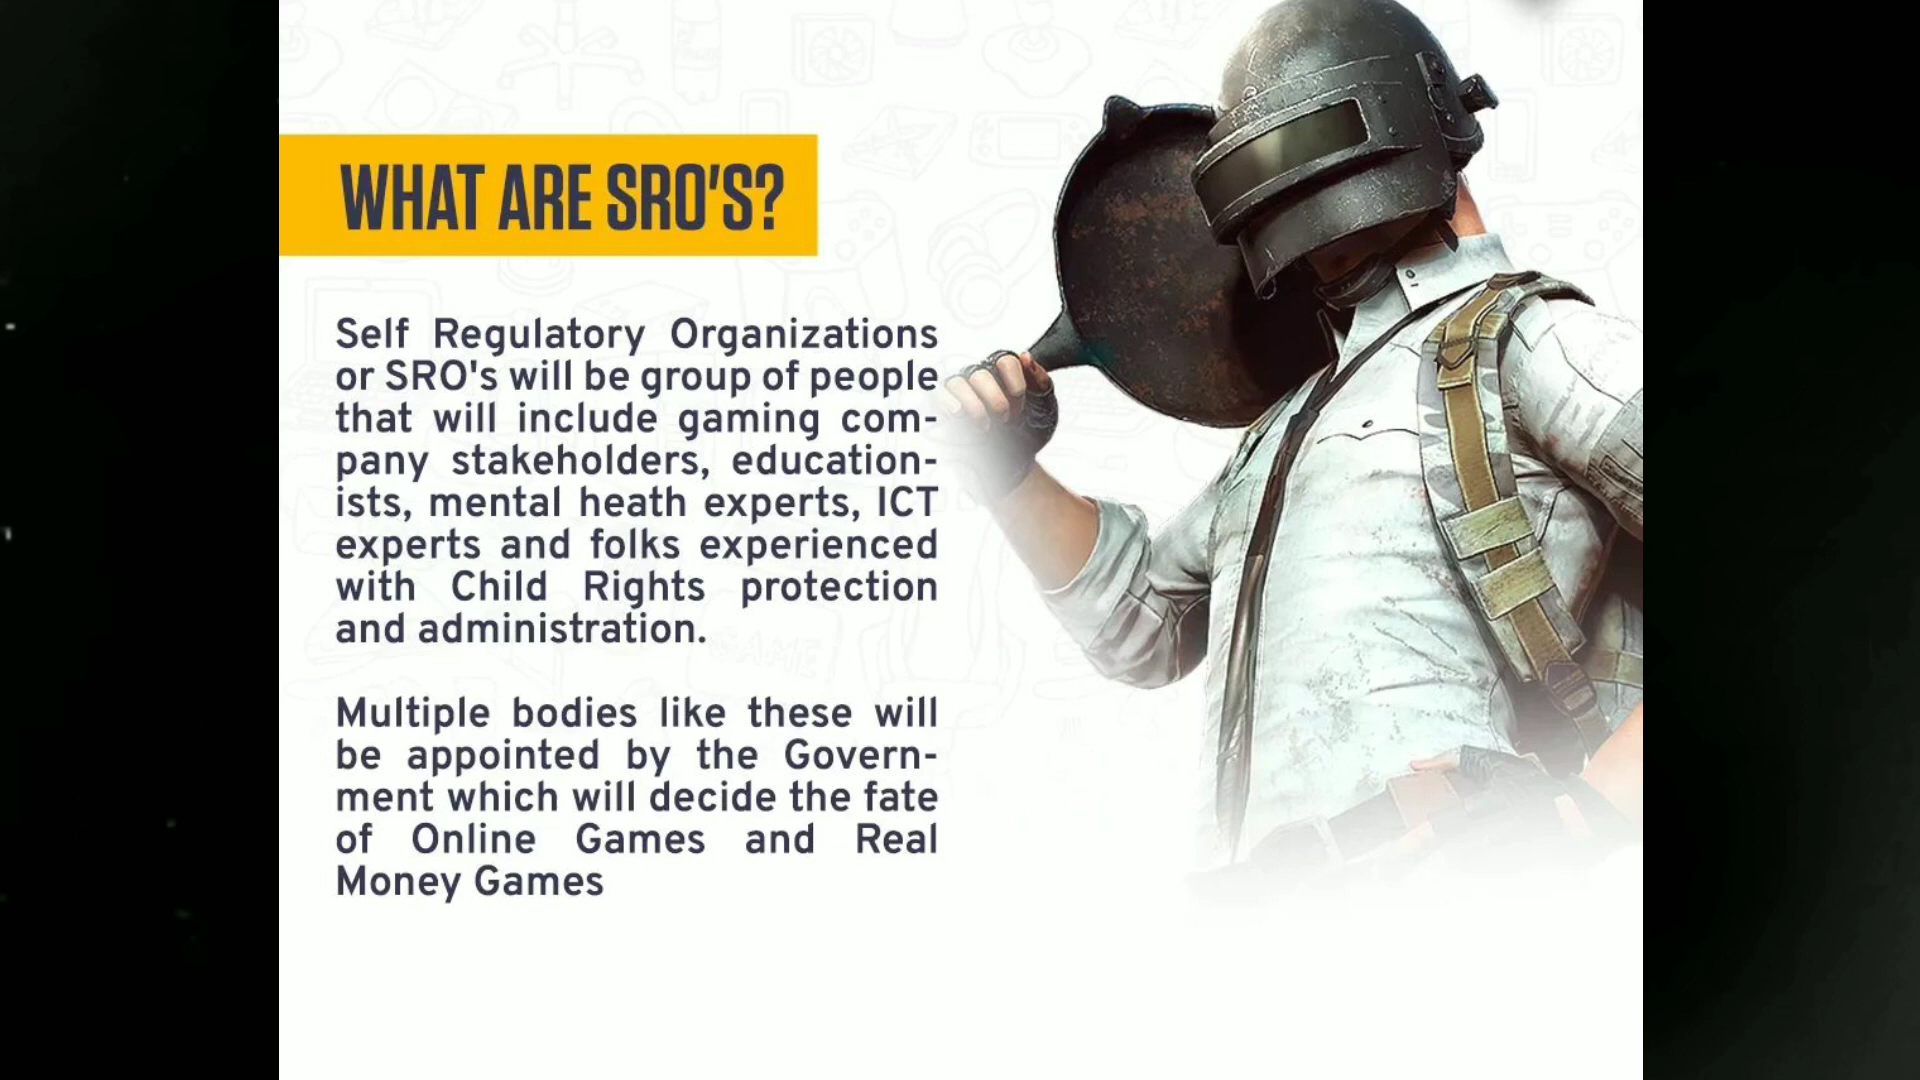 WHAT ARE SRO'S?
Self Regulatory Organizations
or SRO's will be group of people
that will include gaming com-
pany stakeholders, education-
ists, mental heath experts, ICT
experts and folks experienced
with Child Rights protection
and administration.
Multiple bodies like these will
be appointed by the Govern-
ment which will decide the fate
of Online Games and Real
Money Games